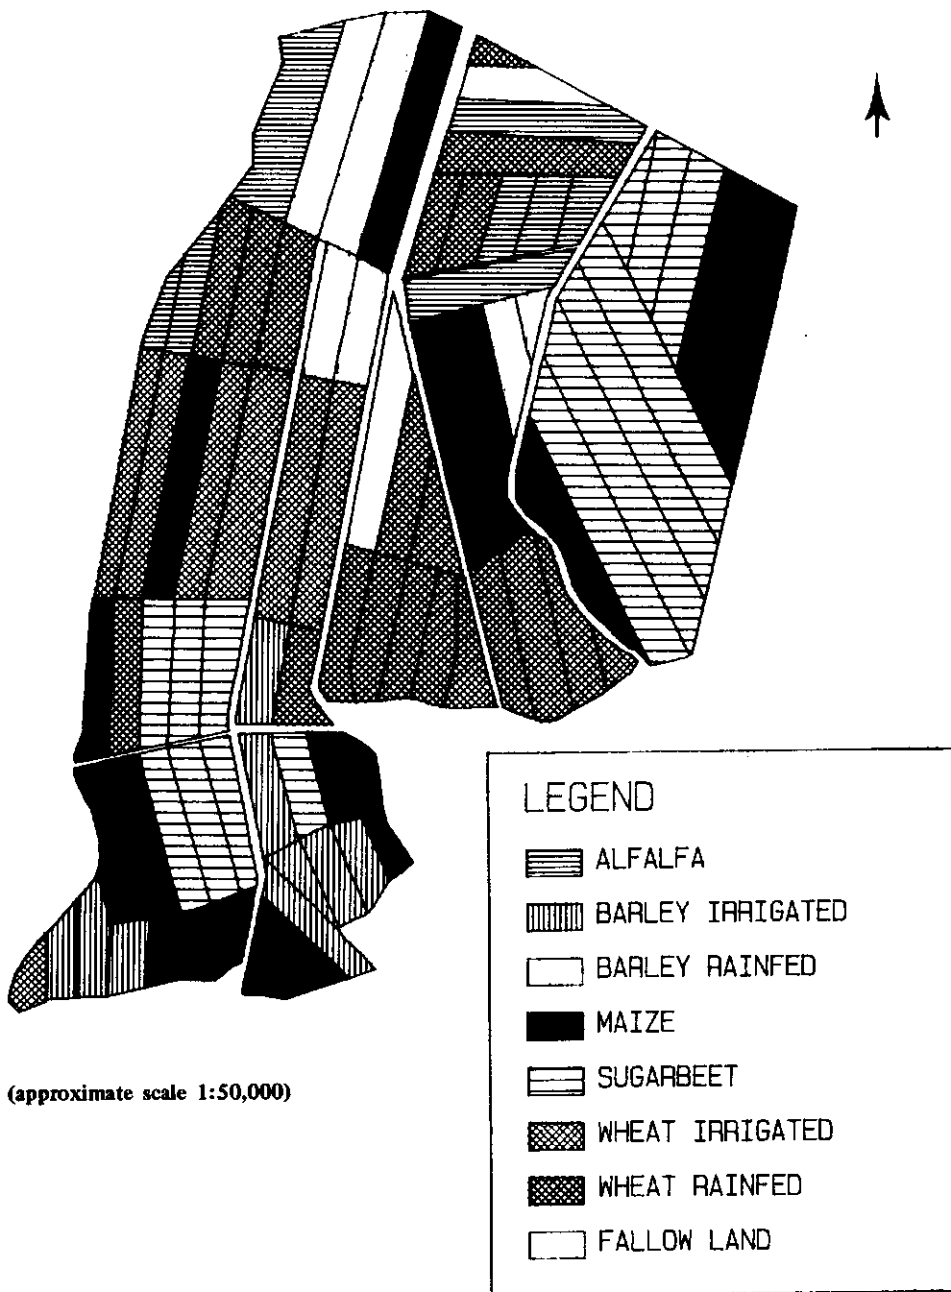 (approximate scale 1:50,000)
LEGEND
ALFALFA
BARLEY IRRIGATED
BARLEY RAINFED
MAIZE
SUGARBEET
WHEAT IRRIGATED
WHEAT RAINFED
FALLOW LAND